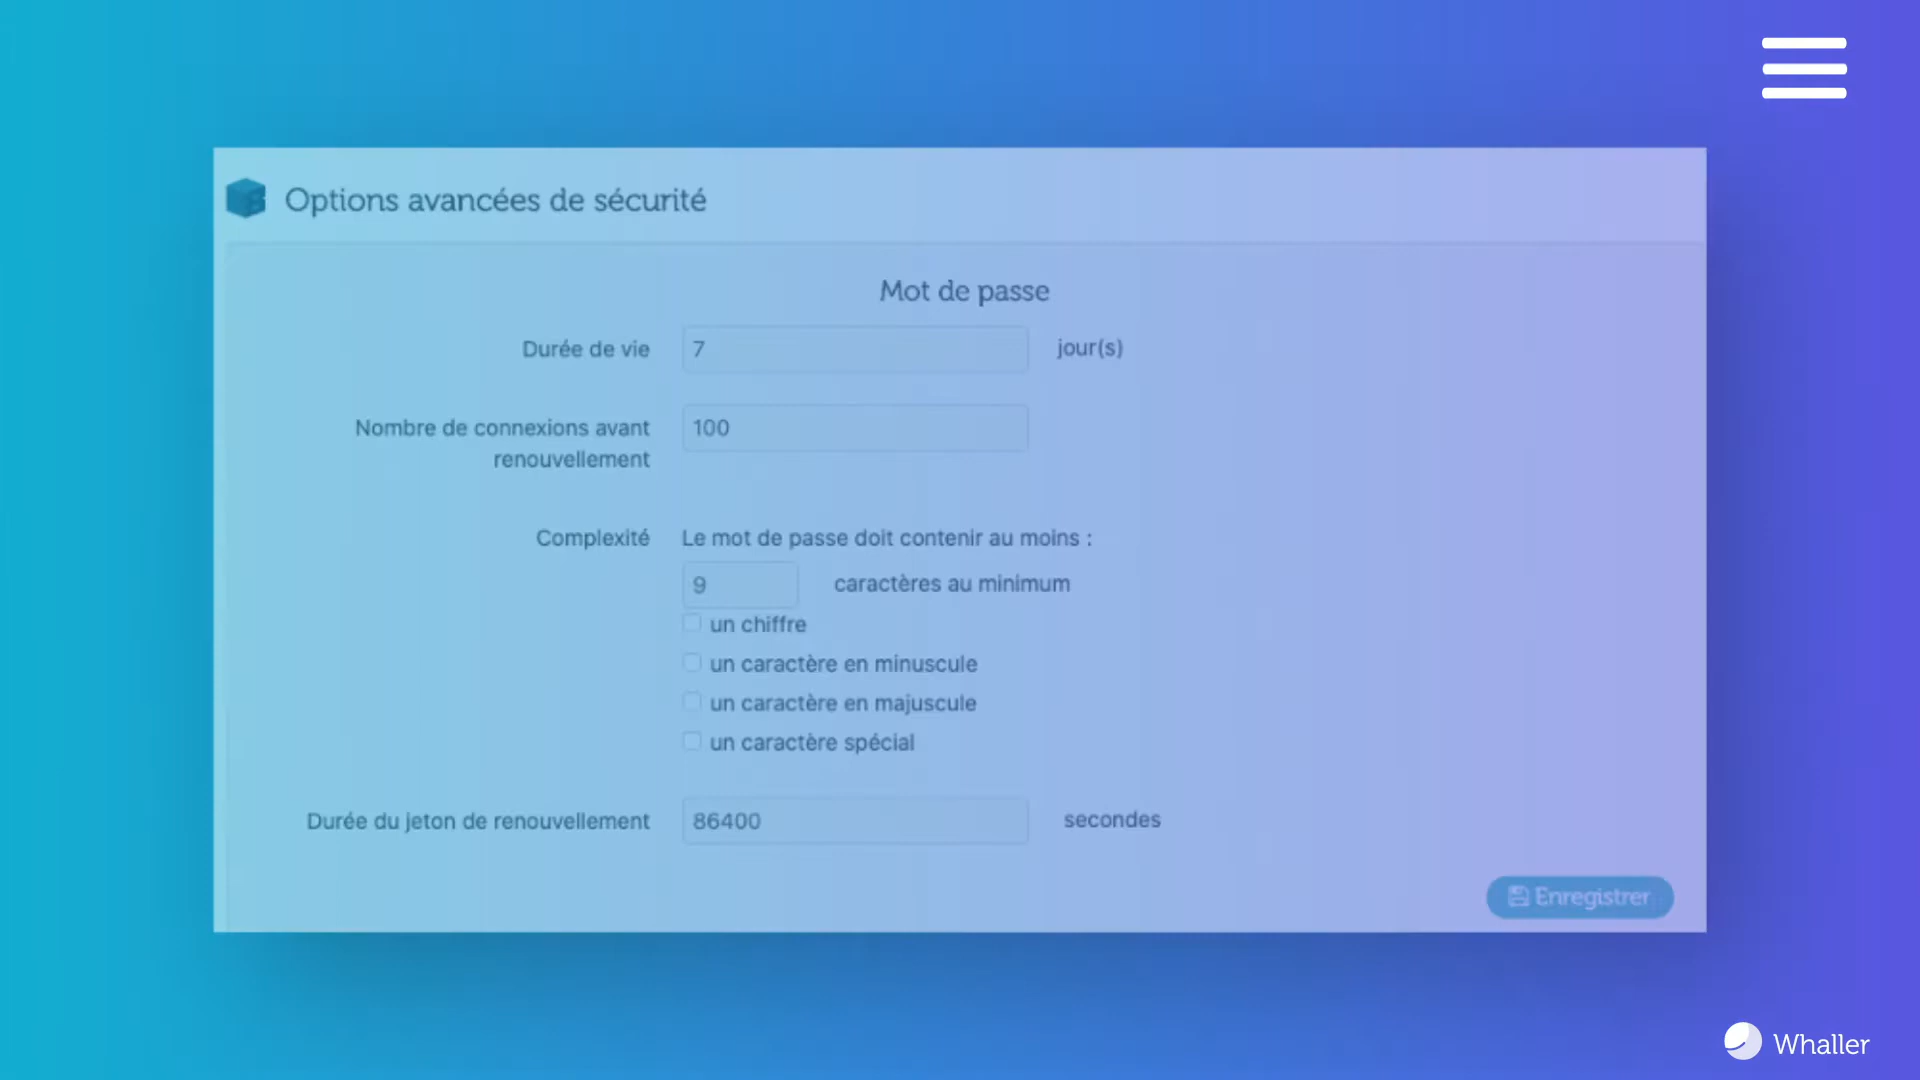 Options avancées de sécurité
Mot de passe
Durée de vie 7 jour(s)
Nombre de connexions avant 100
renouvellement
Complexité Le mot de passe doit contenir au moins :
9 caractères au minimum
un chiffre
un caractère en minuscule
un caractère en majuscule
un caractère spécial
Durée du jeton de renouvellement 86400 secondes
Enregistrer
Whaller